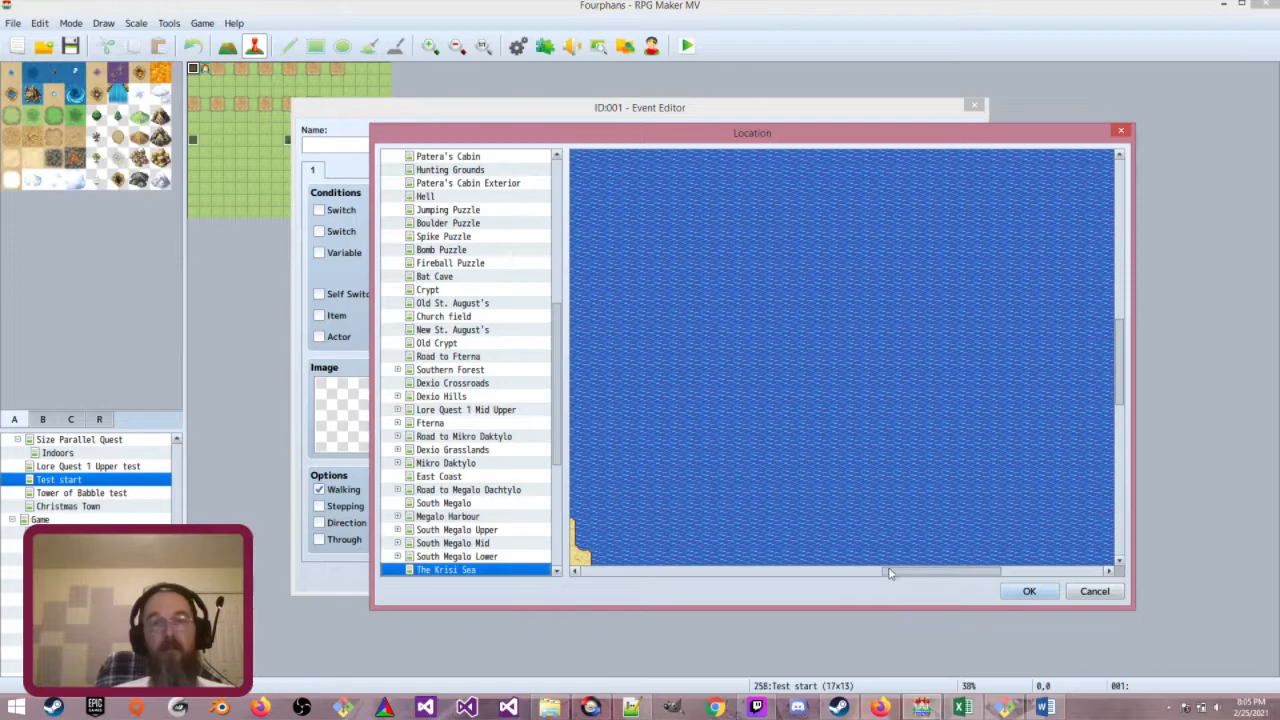 Fourphans - RPG Maker MV
File Edit Mode Draw Scale Tools Game Help
ID:001 - Event Editor
Name:
Location
1
Conditions
Switch
Switch
Variable
Self Switc
Item
Actor
Image
Options
Walking
Stepping
Direction
Through
Patera's Cabin
Hunting Grounds
Patera's Cabin Exterior
Hell
Jumping Puzzle
Boulder Puzzle
Spike Puzzle
Bomb Puzzle
Fireball Puzzle
Bat Cave
Crypt
Old St. August's
Church field
New St. August's
Old Crypt
Road to Fterna
Southern Forest
Dexio Crossroads
Dexio Hills
Lore Quest 1 Mid Upper
Fterna
Road to Mikro Daktylo
Dexio Grasslands
Mikro Daktylo
East Coast
Road to Megalo Dachtylo
South Megalo
Megalo Harbour
South Megalo Upper
South Megalo Mid
South Megalo Lower
The Krisi Sea
OK Cancel
A B C R
Size Parallel Quest
Indoors
Lore Quest 1 Upper test
Test start
Tower of Babble test
Christmas Town
Game
258:Test start (17x13) 38% 0,0 001:
8:05 PM
2/25/2021